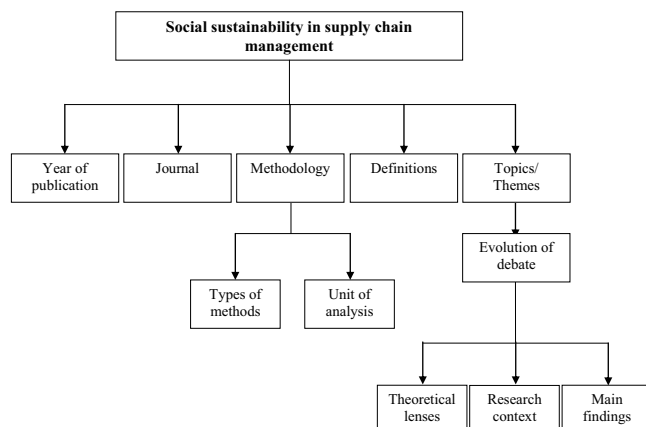 Social sustainability in supply chain
management
Year of
publication
Journal
Methodology
Definitions
Topics/
Themes
Types of
methods
Unit of
analysis
Evolution of
debate
Theoretical
lenses
Research
context
Main
findings